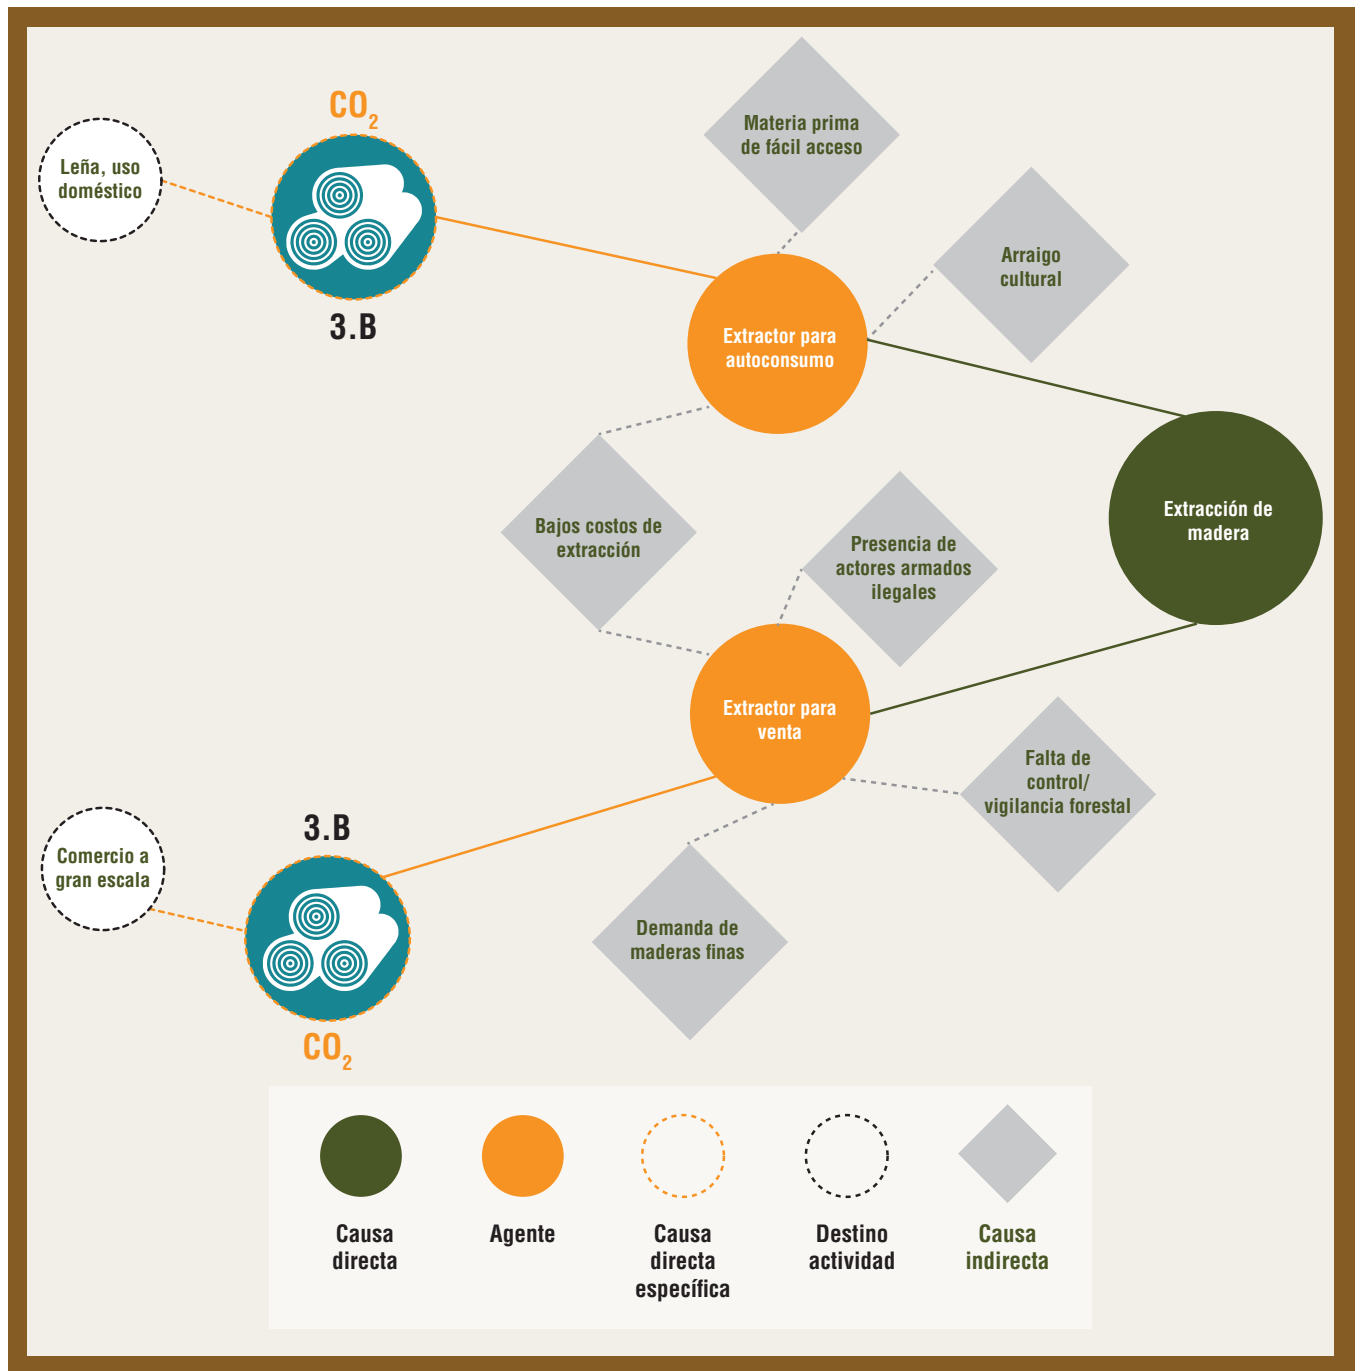 CO2
Leña, uso
doméstico
3.B
Materia prima
de fácil acceso
Arraigo
cultural
Extractor para
autoconsumo
Extracción de
madera
Bajos costos de
extracción
Presencia de
actores armados
ilegales
Extractor para
venta
Falta de
control/
vigilancia forestal
3.B
Comercio a
gran escala
Demanda de
maderas finas
CO2
Causa
directa
Agente
Causa
directa
específica
Destino
actividad
Causa
indirecta